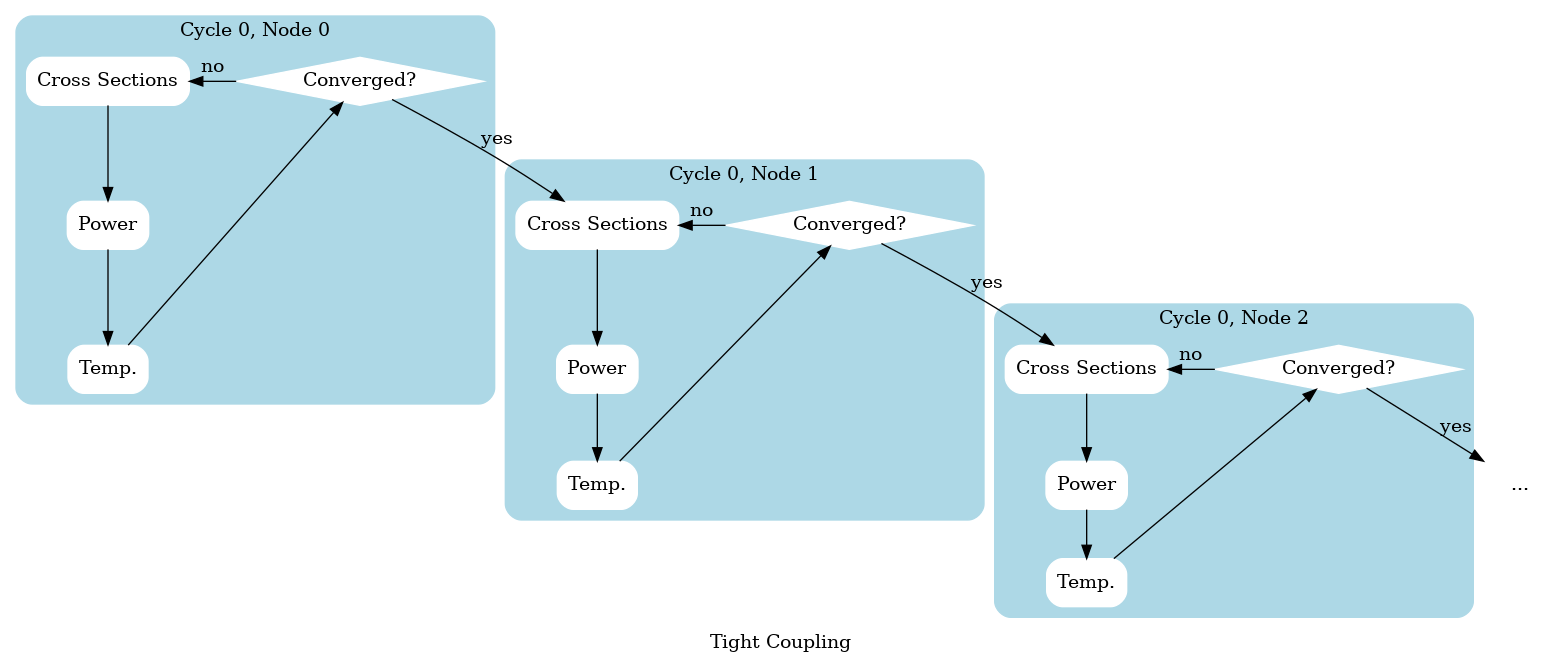 Cycle 0, Node 0
Cross Sections
no
Converged?
yes
Power
Temp.
Cycle 0, Node 1
Cross Sections
no
Converged?
yes
Power
Temp.
Cycle 0, Node 2
Cross Sections
no
Converged?
yes
Power
...
Temp.
Tight Coupling